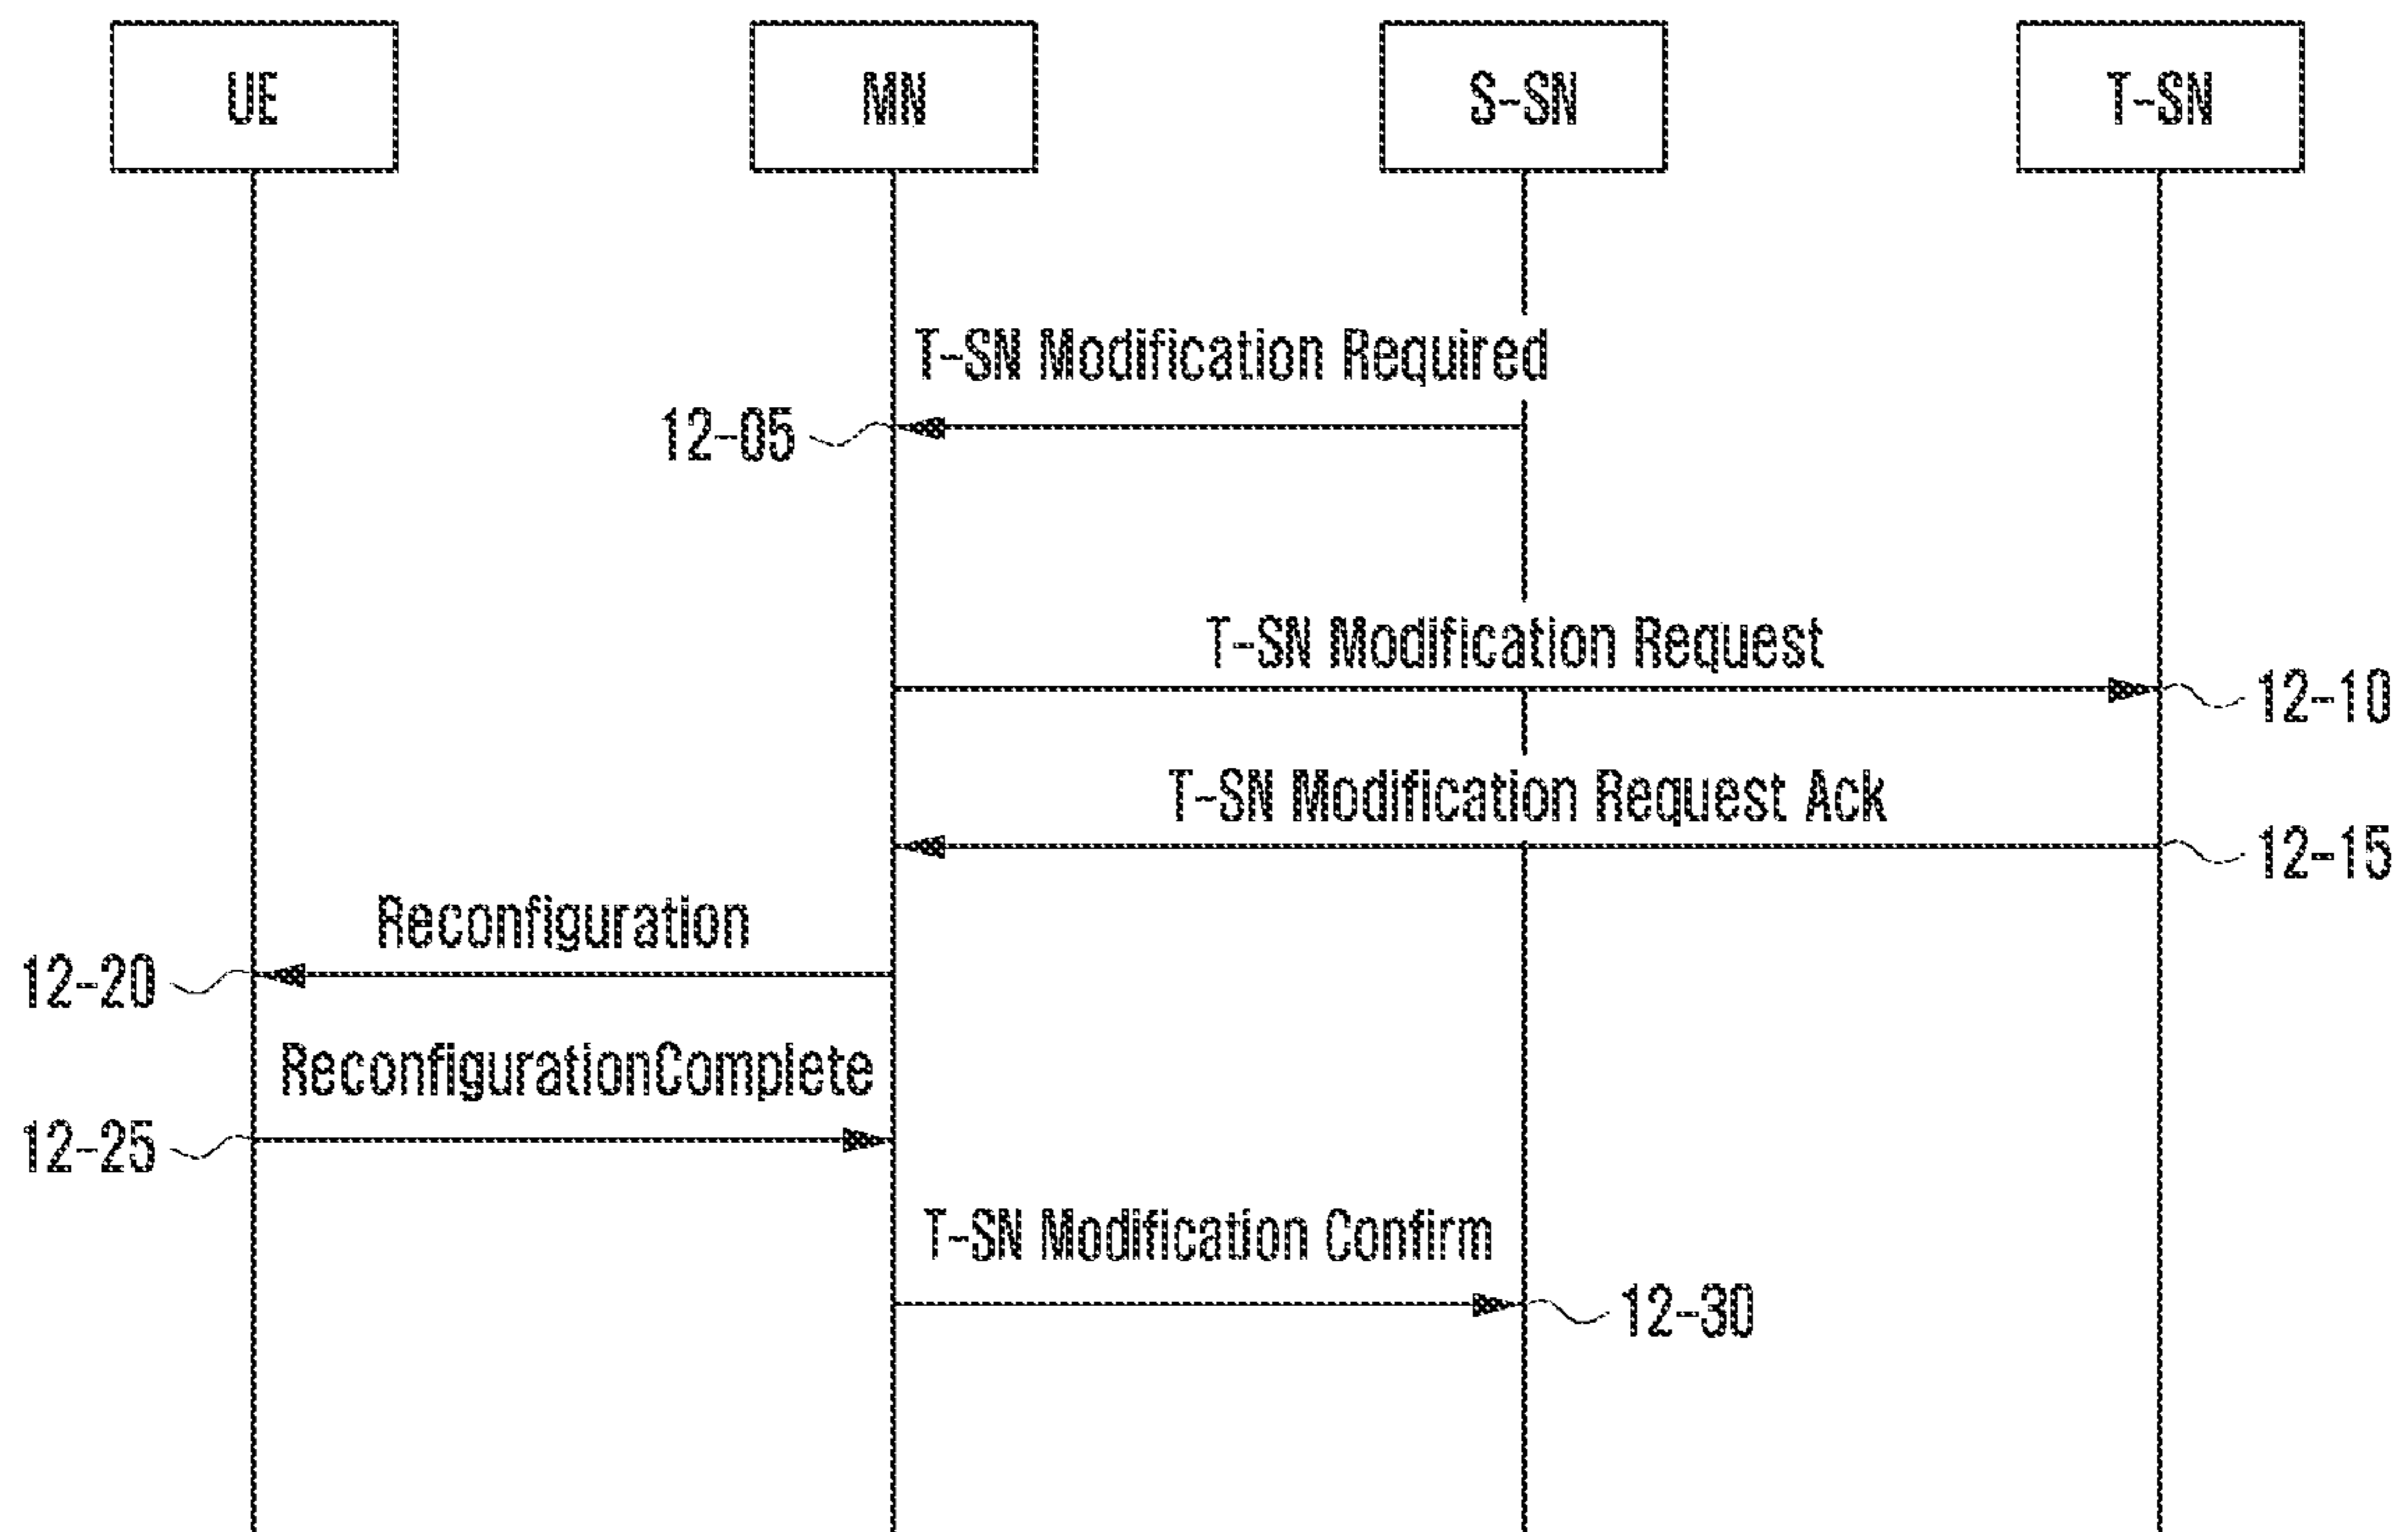 UE
MN
S-SN
T-SN
T-SN Modification Required
12-05
T-SN Modification Request
12-10
T-SN Modification Request Ack
12-15
Reconfiguration
12-20
ReconfigurationComplete
12-25
T-SN Modification Confirm
12-30